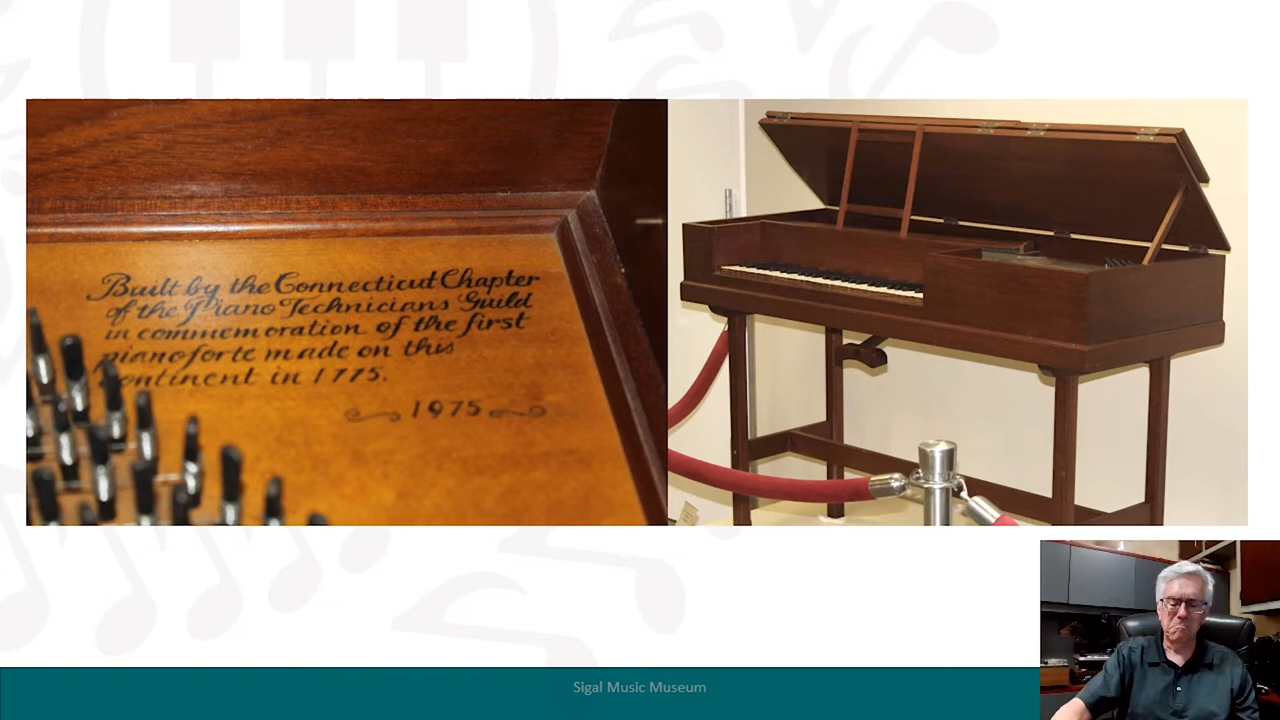 Built by the Connecticut Chapter
of the Piano Technicians Guild
in commemoration of the first
pianoforte made on this
continent in 1775.
1975
Sigal Music Museum